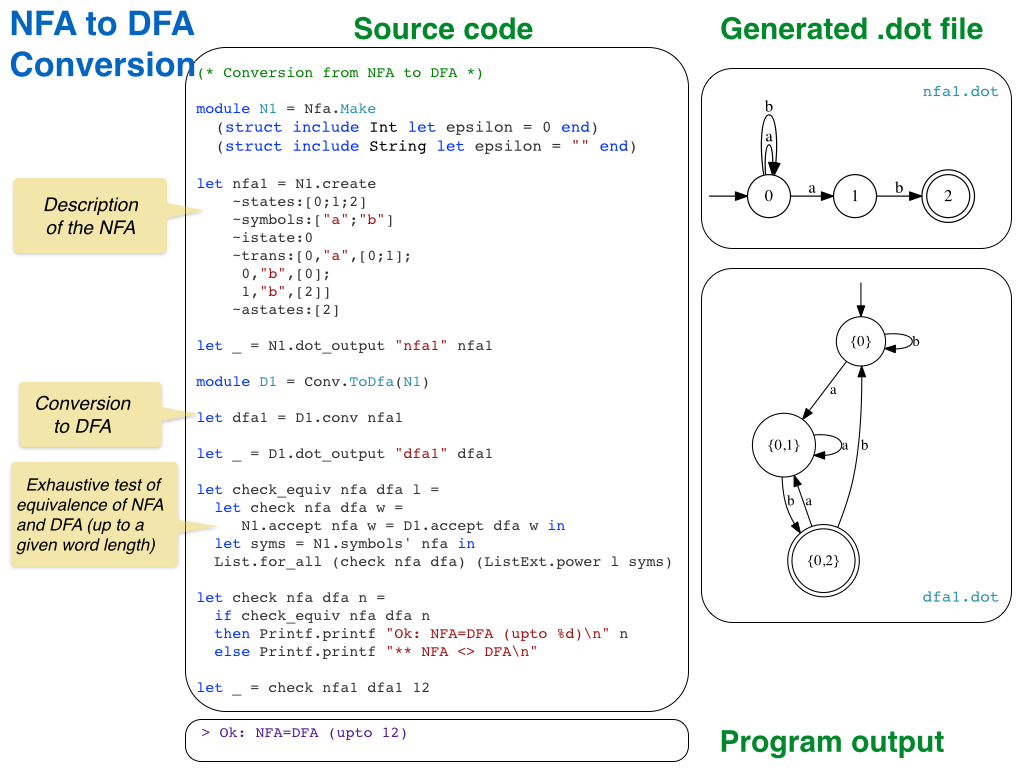 NFA to DFA
Conversion
Source code
Generated .dot file
(* Conversion from NFA to DFA *)
module N1 = Nfa.Make
(struct include Int let epsilon = 0 end)
(struct include String let epsilon = "" end)
let nfa1 = N1.create
~states:[0;1;2]
~symbols:["a";"b"]
~istate:0
~trans:[0,"a",[0;1];
0,"b",[0];
1,"b",[2]]
~astates:[2]
let _ = N1.dot_output "nfa1" nfa1
module D1 = Conv.ToDfa(N1)
let dfa1 = D1.conv nfa1
let _ = D1.dot_output "dfa1" dfa1
let check_equiv nfa dfa l =
let check nfa dfa w =
N1.accept nfa w = D1.accept dfa w in
let syms = N1.symbols' nfa in
List.for_all (check nfa dfa) (ListExt.power l syms)
let check nfa dfa n =
if check_equiv nfa dfa n
then Printf.printf "Ok: NFA=DFA (upto %d)\n" n
else Printf.printf "** NFA <> DFA\n"
let _ = check nfa1 dfa1 12
Description
of the NFA
Conversion
to DFA
Exhaustive test of
equivalence of NFA
and DFA (up to a
given word length)
nfa1.dot
b
a
0
a
1
b
2
{0}
b
a
{0,1}
a
b
b
a
{0,2}
dfa1.dot
> Ok: NFA=DFA (upto 12)
Program output